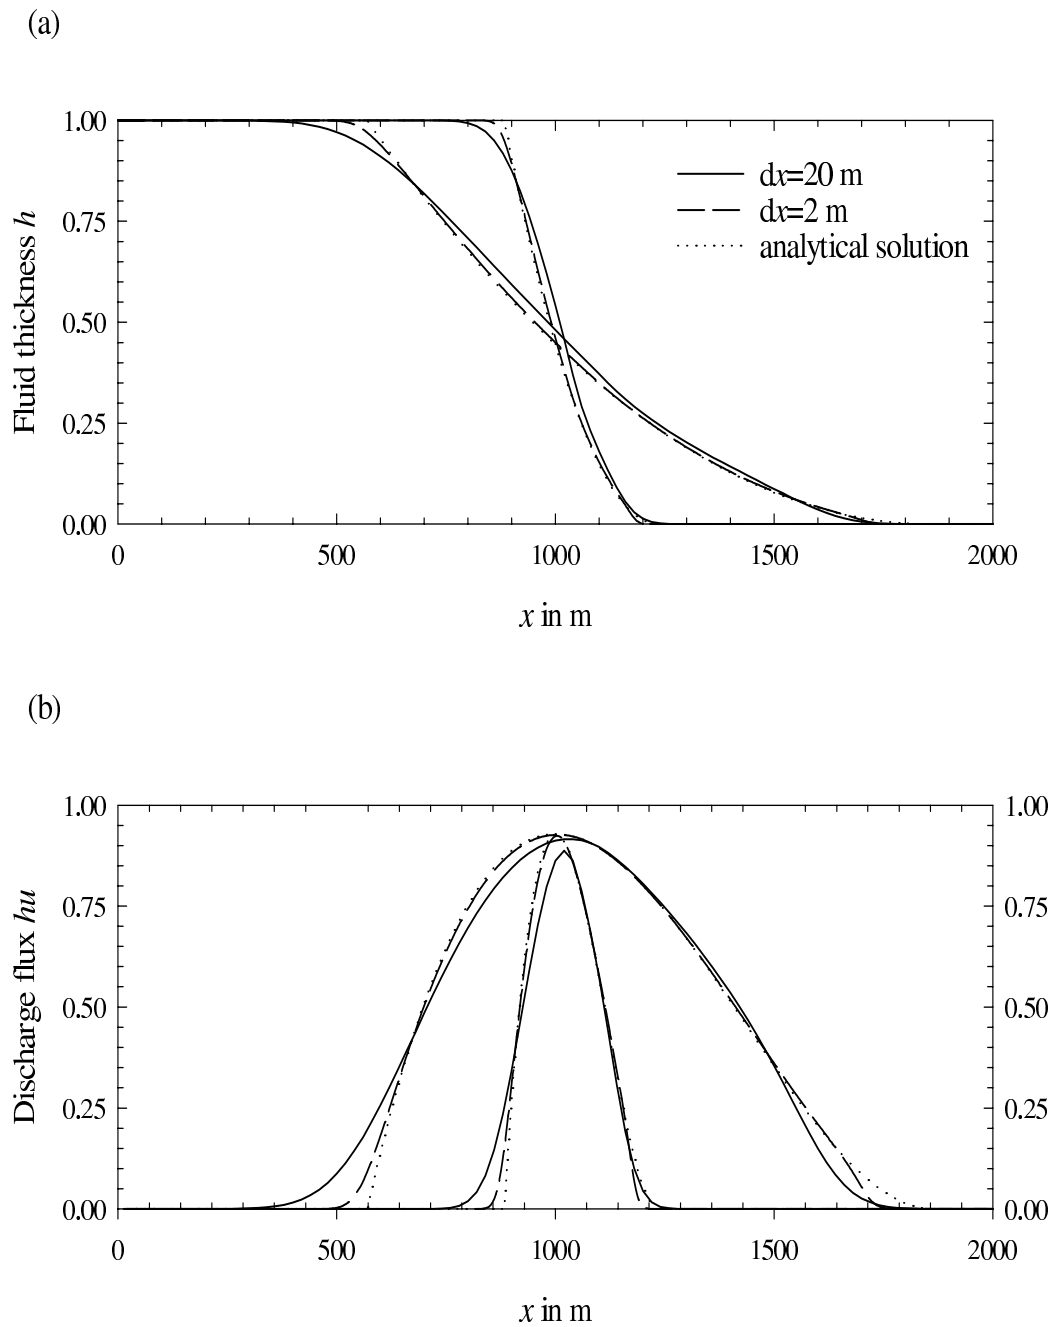 (a)
1.00
0.75
0.50
0.25
0.00
Fluid thickness h
dx=20 m
dx=2 m
analytical solution
0 500 1000 1500 2000
x in m
(b)
1.00
0.75
0.50
0.25
0.00
Discharge flux hu
1.00
0.75
0.50
0.25
0.00
0 500 1000 1500 2000
x in m